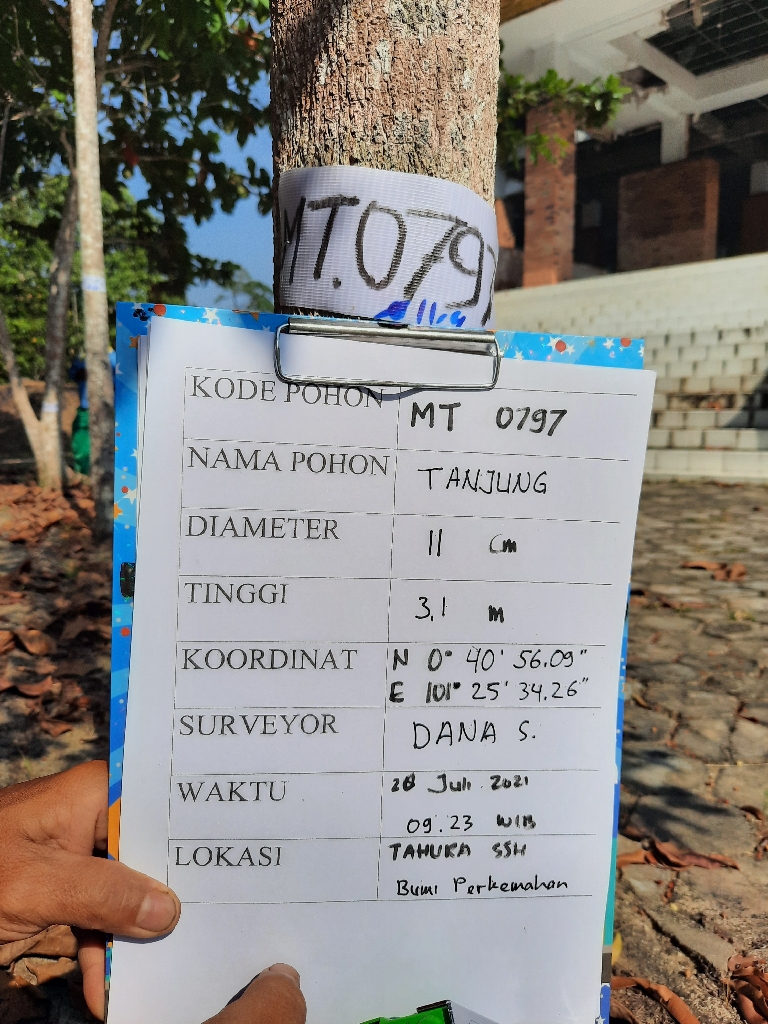 MT.0797
KODE POHON MT 0797
NAMA POHON TANJUNG
DIAMETER 11 cm
TINGGI 3,1 m
KOORDINAT N 0° 40' 56.09"
E 101° 25' 34.26"
SURVEYOR DANA S.
WAKTU 28 Juli 2021
09.23 WIB
LOKASI TAHURA SSH
Bumi Perkemahan